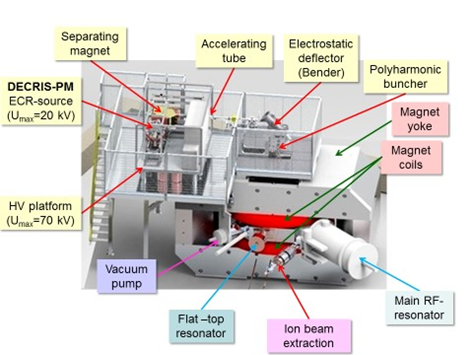 Separating
magnet
Accelerating
tube
Electrostatic
deflector
(Bender)
Polyharmonic
buncher
DECRIS-PM
ECR-source
(Umax=20 kV)
Magnet
yoke
Magnet
coils
HV platform
(Umax=70 kV)
Vacuum
pump
Flat –top
resonator
Ion beam
extraction
Main RF-
resonator